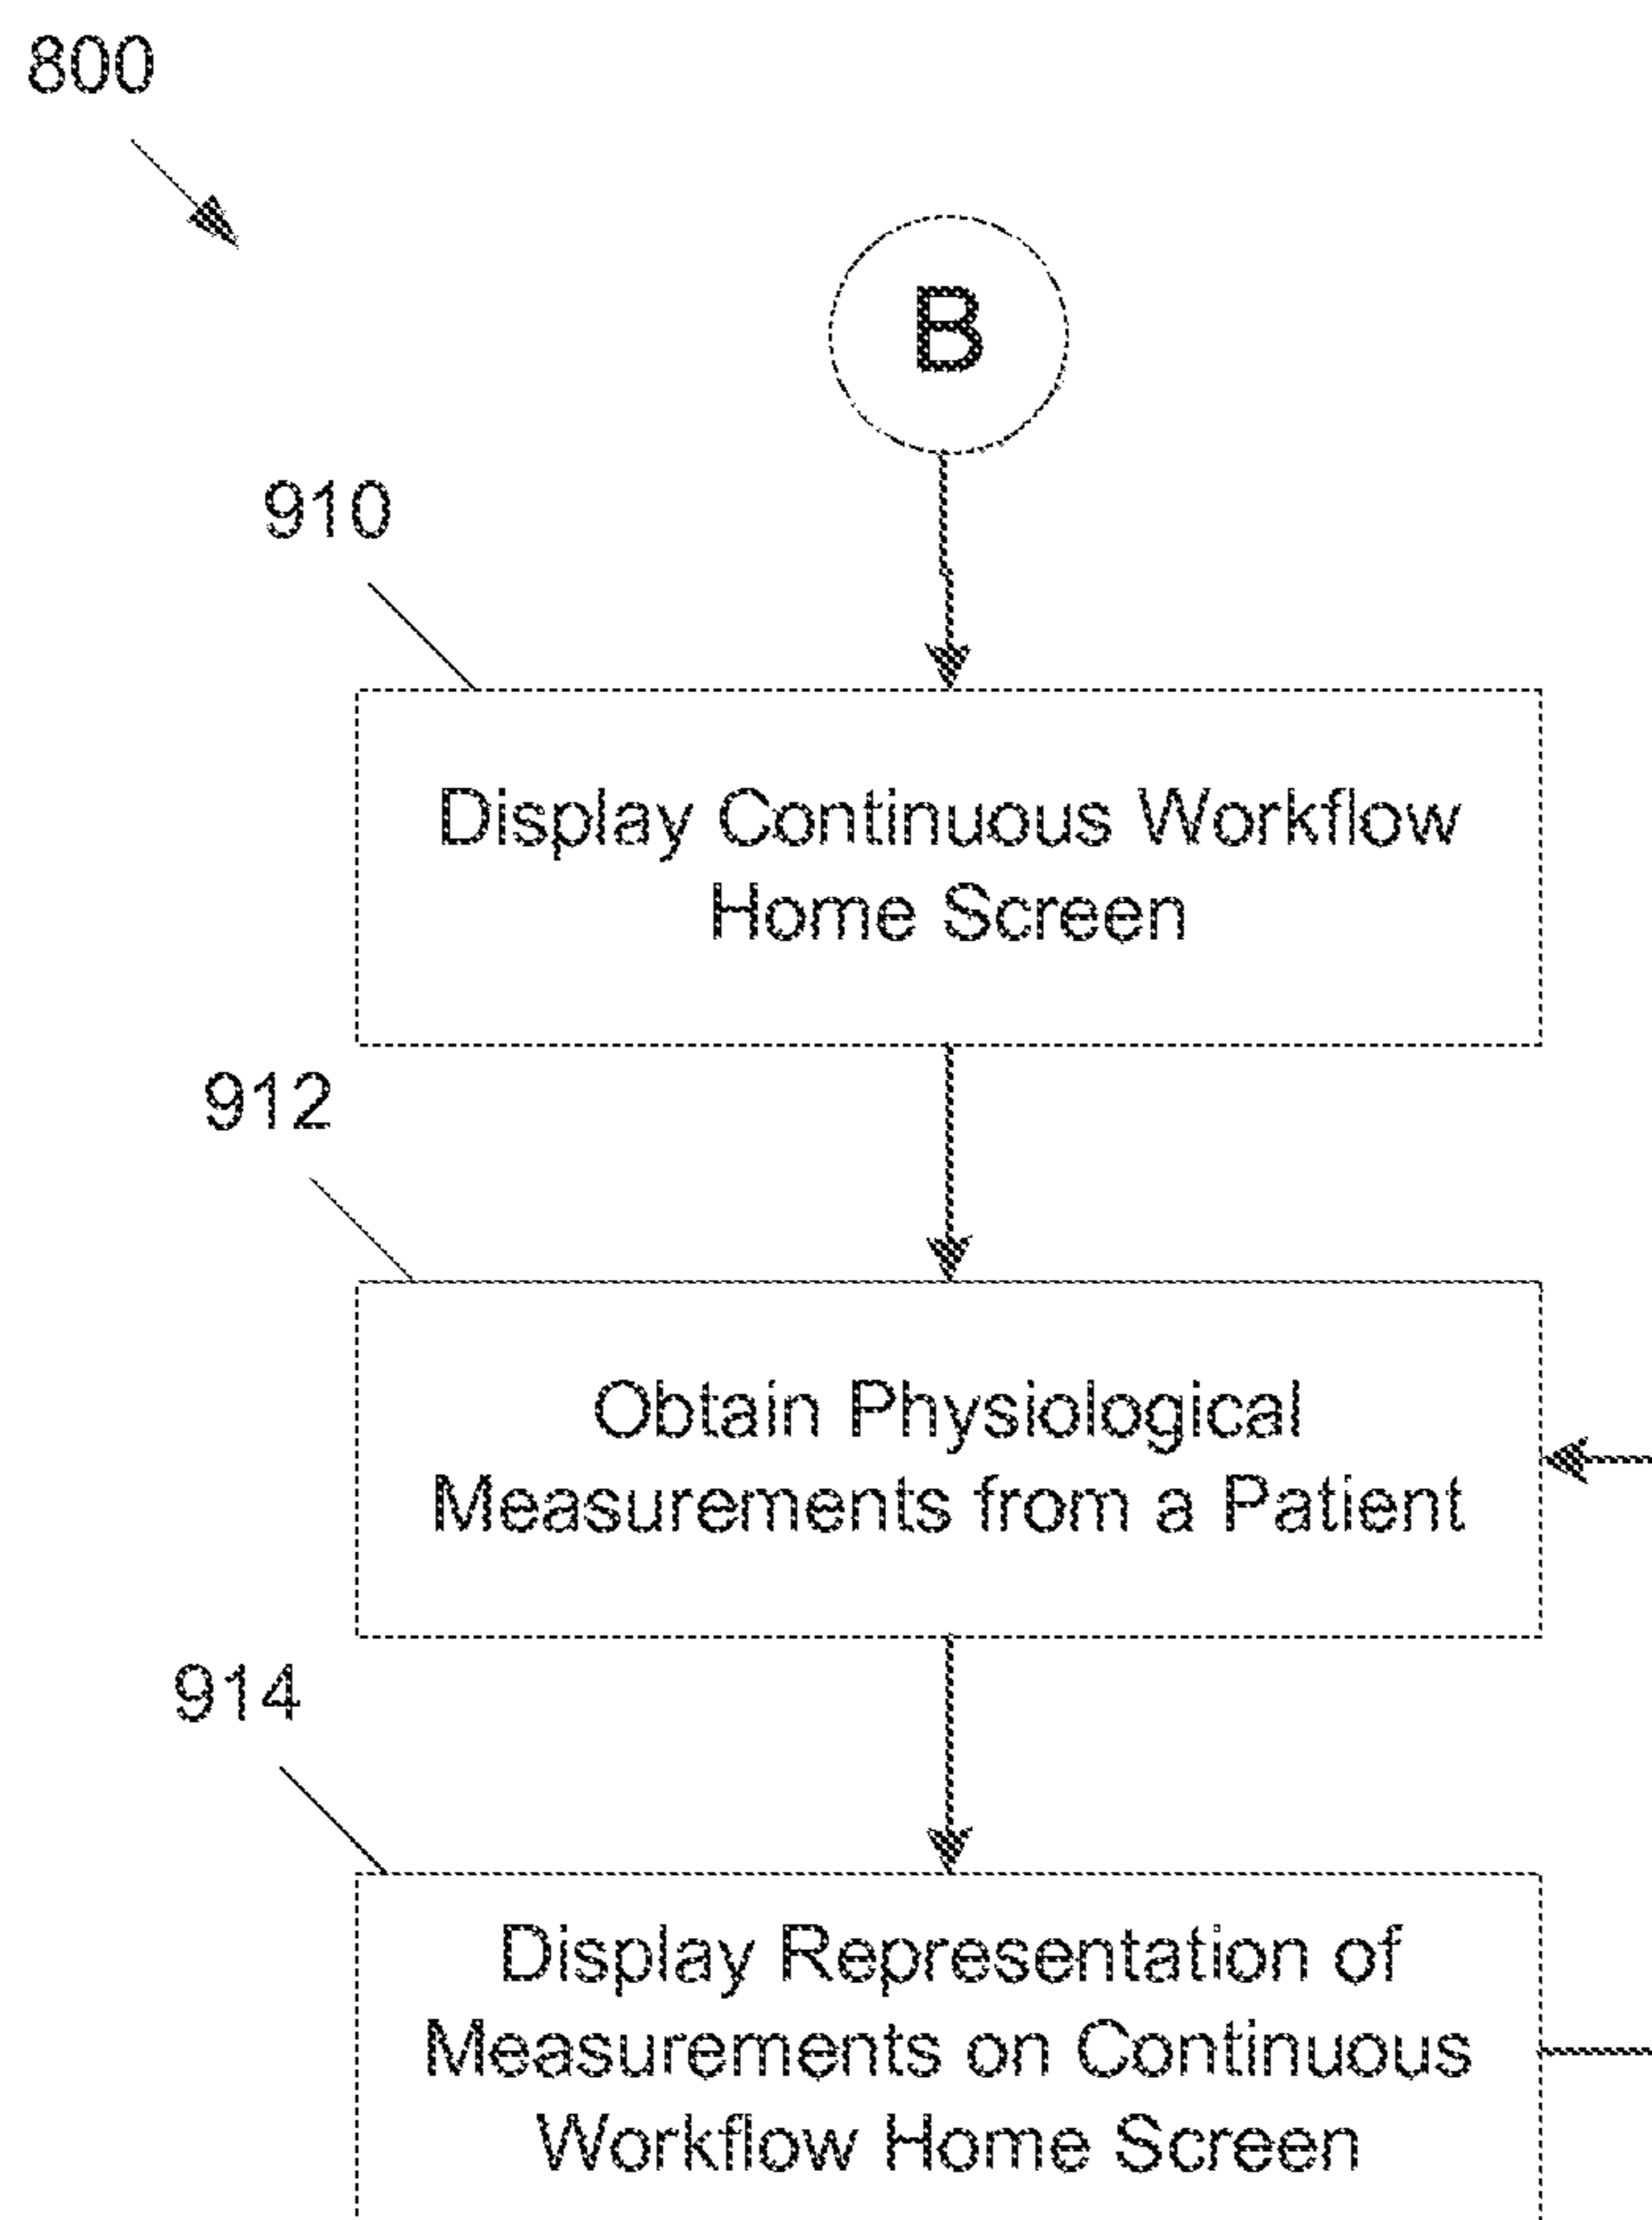 800
B
910
Display Continuous Workflow
Home Screen
912
Obtain Physiological
Measurements from a Patient
914
Display Representation of
Measurements on Continuous
Workflow Home Screen